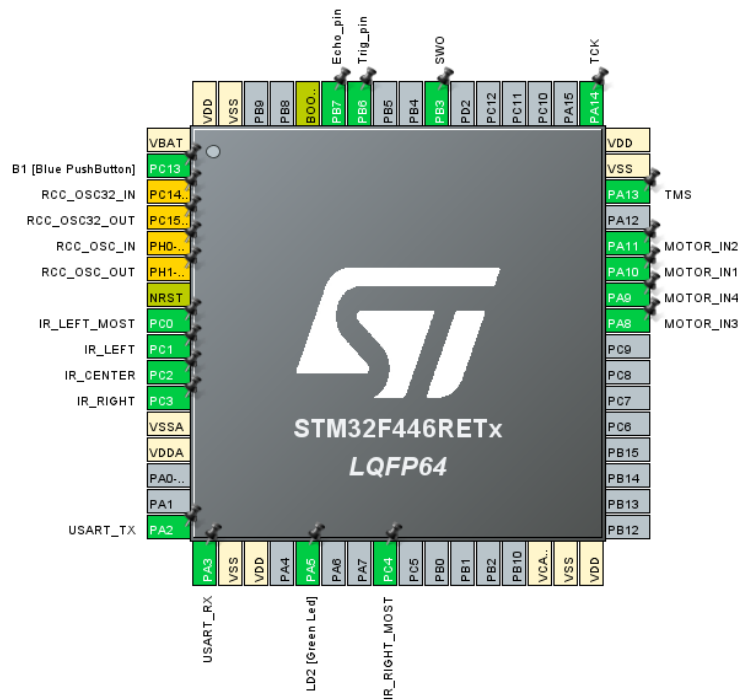 Echo_pin
Trig_pin
SWO
TCK
VDD
VSS
PB9
PB8
BOO..
PB7
PB6
PB5
PB4
PB3
PD2
PC12
PC11
PC10
PA15
PA14
VBAT
B1 [Blue PushButton] PC13
RCC_OSC32_IN PC14..
RCC_OSC32_OUT PC15..
RCC_OSC_IN PH0-..
RCC_OSC_OUT PH1-..
NRST
IR_LEFT_MOST PC0
IR_LEFT PC1
IR_CENTER PC2
IR_RIGHT PC3
VSSA
VDDA
PA0-..
PA1
USART_TX PA2
ST
STM32F446RETx
LQFP64
VDD
VSS
PA13 TMS
PA12
PA11 MOTOR_IN2
PA10 MOTOR_IN1
PA9 MOTOR_IN4
PA8 MOTOR_IN3
PC9
PC8
PC7
PC6
PB15
PB14
PB13
PB12
PA3
VSS
VDD
PA4
PA5
PA6
PA7
PC4
PC5
PB0
PB1
PB2
PB10
VCA..
VSS
VDD
USART_RX
LD2 [Green Led]
IR_RIGHT_MOST